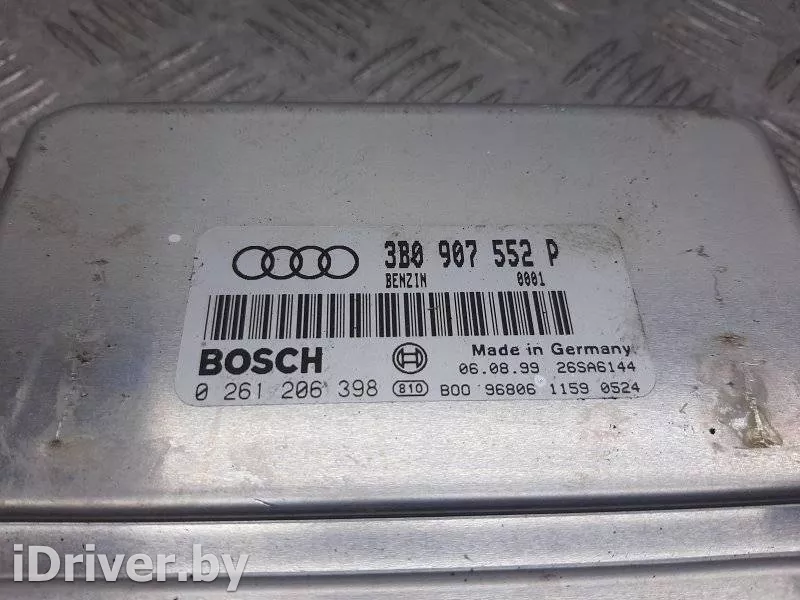 3B0 907 552 P
BENZIN 0001
BOSCH
Made in Germany
06.08.99 26SA6144
0 261 206 398 810 B00 96806 1159 0524
iDriver.by